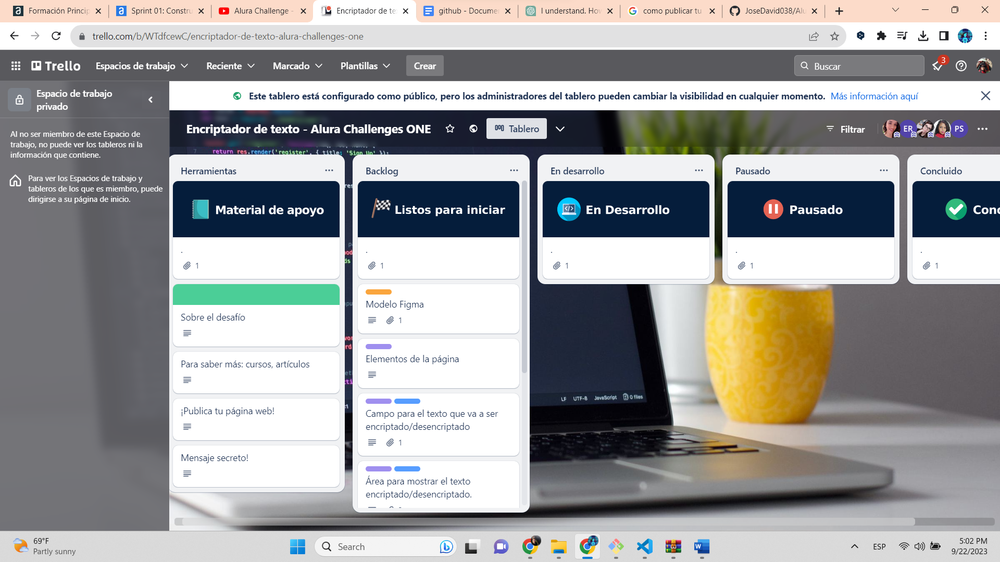 Formación Princip
Sprint 01: Constru
Alura Challenge -
Encriptador de te
github - Documen
I understand. How
como publicar tu
JoseDavid038/Alu
trello.com/b/WTdfcewC/encriptador-de-texto-alura-challenges-one
Trello
Espacios de trabajo
Reciente
Marcado
Plantillas
Crear
Buscar
3
Espacio de trabajo
privado
Este tablero está configurado como público, pero los administradores del tablero pueden cambiar la visibilidad en cualquier momento. Más información aquí
Al no ser miembro de este Espacio de
trabajo, no puede ver los tableros ni la
información que contiene.
Para ver los Espacios de trabajo y
tableros de los que es miembro, puede
dirigirse a su página de inicio.
Encriptador de texto - Alura Challenges ONE
Tablero
Filtrar
ER
PS
7 return res.render('register', { title: 'Sign Up' });
Herramientas
Material de apoyo
.
1
Sobre el desafío
Para saber más: cursos, artículos
¡Publica tu página web!
Mensaje secreto!
Backlog
Listos para iniciar
.
1
Modelo Figma
1
Elementos de la página
Campo para el texto que va a ser
encriptado/desencriptado
1
Área para mostrar el texto
encriptado/desencriptado.
En desarrollo
En Desarrollo
.
1
Pausado
Pausado
.
1
Concluido
Conc
.
1
LF UTF-8 JavaScript 0 files
69°F
Partly sunny
Search
ESP
5:02 PM
9/22/2023